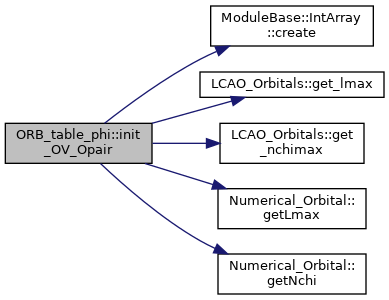 ModuleBase::IntArray
::create
LCAO_Orbitals::get_lmax
ORB_table_phi::init
_OV_Opair
LCAO_Orbitals::get
_nchimax
Numerical_Orbital::
getLmax
Numerical_Orbital::
getNchi